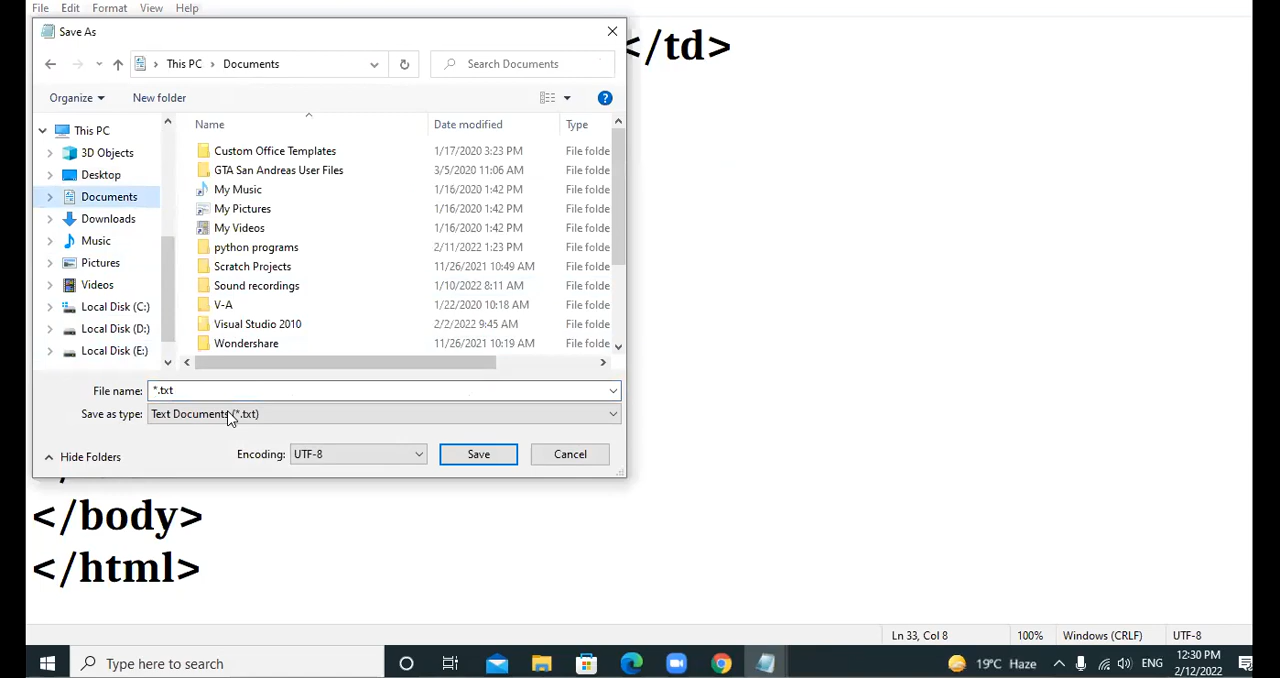 File Edit Format View Help
Save As
</td>
This PC Documents Search Documents
Organize New folder
Name Date modified Type
This PC
3D Objects
Desktop
Documents
Downloads
Music
Pictures
Videos
Local Disk (C:)
Local Disk (D:)
Local Disk (E:)
Custom Office Templates 1/17/2020 3:23 PM File folde
GTA San Andreas User Files 3/5/2020 11:06 AM File folde
My Music 1/16/2020 1:42 PM File folde
My Pictures 1/16/2020 1:42 PM File folde
My Videos 1/16/2020 1:42 PM File folde
python programs 2/11/2022 1:23 PM File folde
Scratch Projects 11/26/2021 10:49 AM File folde
Sound recordings 1/10/2022 8:11 AM File folde
V-A 1/22/2020 10:18 AM File folde
Visual Studio 2010 2/2/2022 9:45 AM File folde
Wondershare 11/26/2021 10:19 AM File folde
File name: *.txt
Save as type: Text Documents (*.txt)
Hide Folders Encoding: UTF-8 Save Cancel
</body>
</html>
Ln 33, Col 8 100% Windows (CRLF) UTF-8
Type here to search 19°C Haze ENG 12:30 PM
2/12/2022